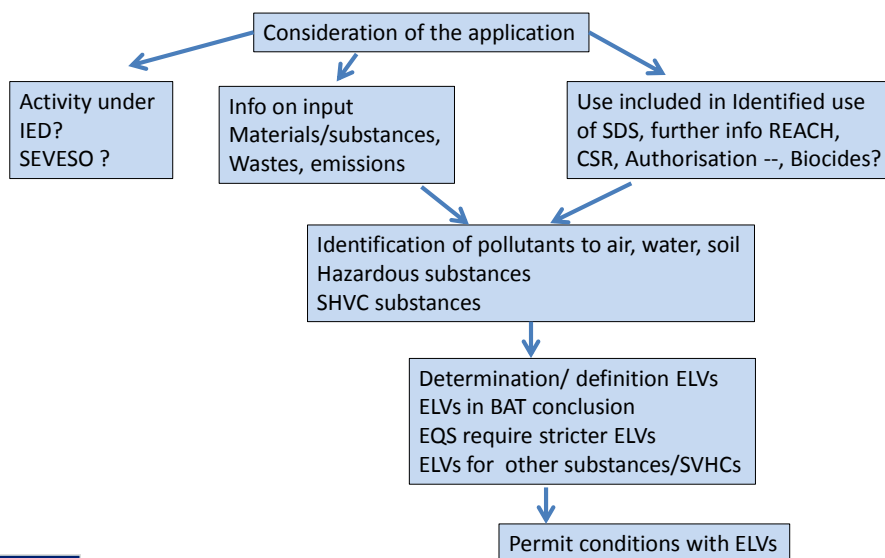 Consideration of the application
Activity under
IED?
SEVESO ?
Info on input
Materials/substances,
Wastes, emissions
Use included in Identified use
of SDS, further info REACH,
CSR, Authorisation --, Biocides?
Identification of pollutants to air, water, soil
Hazardous substances
SHVC substances
Determination/ definition ELVs
ELVs in BAT conclusion
EQS require stricter ELVs
ELVs for other substances/SVHCs
Permit conditions with ELVs